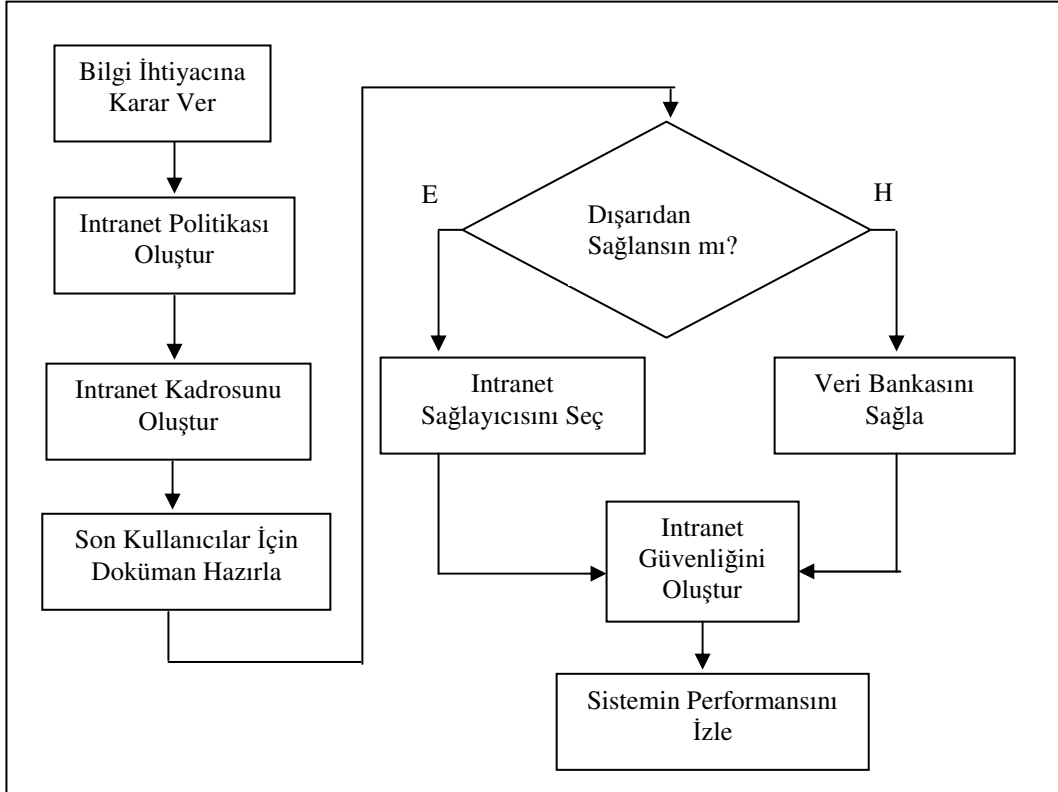 Bilgi İhtiyacına
Karar Ver
Intranet Politikası
Oluştur
Intranet Kadrosunu
Oluştur
Son Kullanıcılar İçin
Doküman Hazırla
Dışarıdan
Sağlansın mı?
E
H
Intranet
Sağlayıcısını Seç
Veri Bankasını
Sağla
Intranet
Güvenliğini
Oluştur
Sistemin Performansını
İzle